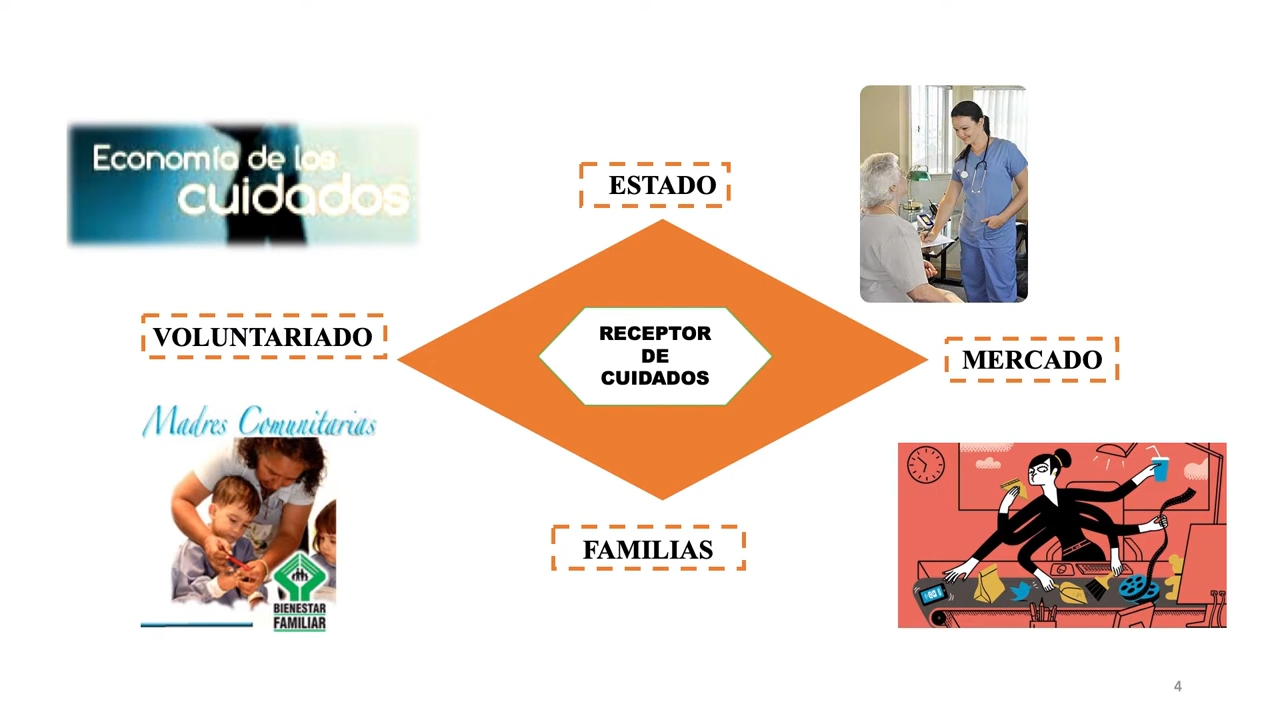 Economía de los
cuidados
ESTADO
VOLUNTARIADO
RECEPTOR
DE
CUIDADOS
MERCADO
Madres Comunitarias
BIENESTAR
FAMILIAR
FAMILIAS
4